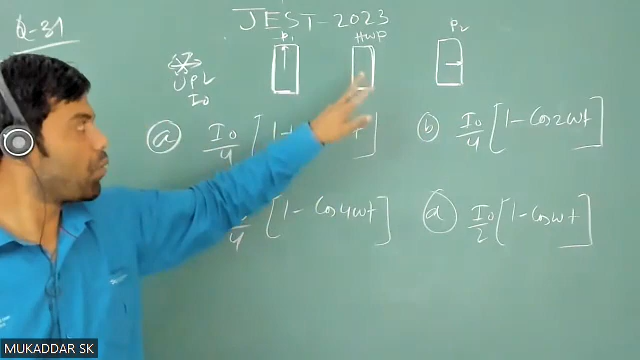 Q-31
JEST-2023
P1 HWP P2
UPL
I0
(a) I0/4 [1+ t] (b) I0/4 [1-Cos2ωt]
/4 [1-Cos4ωt] (d) I0/2 [1-Cosωt]
MUKADDAR SK